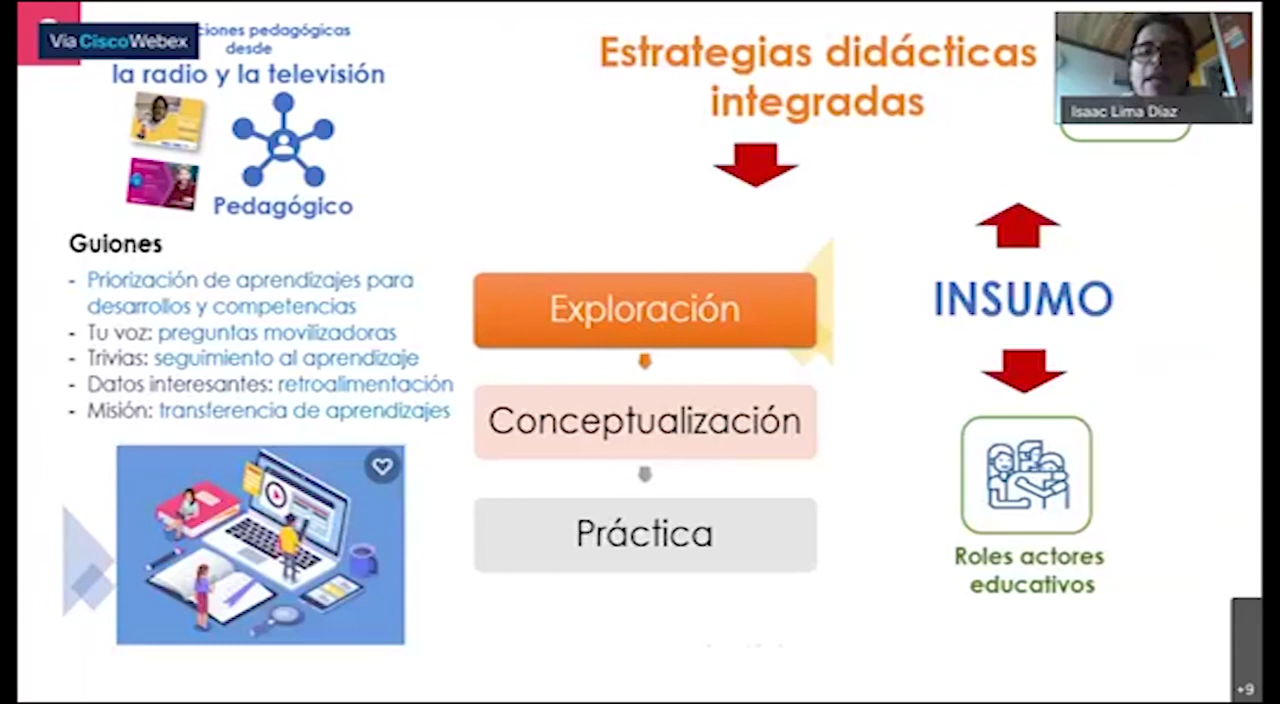 Vía CiscoWebex
ciones pedagógicas
desde
la radio y la televisión
Pedagógico
Guiones
- Priorización de aprendizajes para
desarrollos y competencias
- Tu voz: preguntas movilizadoras
- Trivias: seguimiento al aprendizaje
- Datos interesantes: retroalimentación
- Misión: transferencia de aprendizajes
Estrategias didácticas
integradas
Exploración
Conceptualización
Práctica
Isaac Lima Díaz
INSUMO
Roles actores
educativos
+9